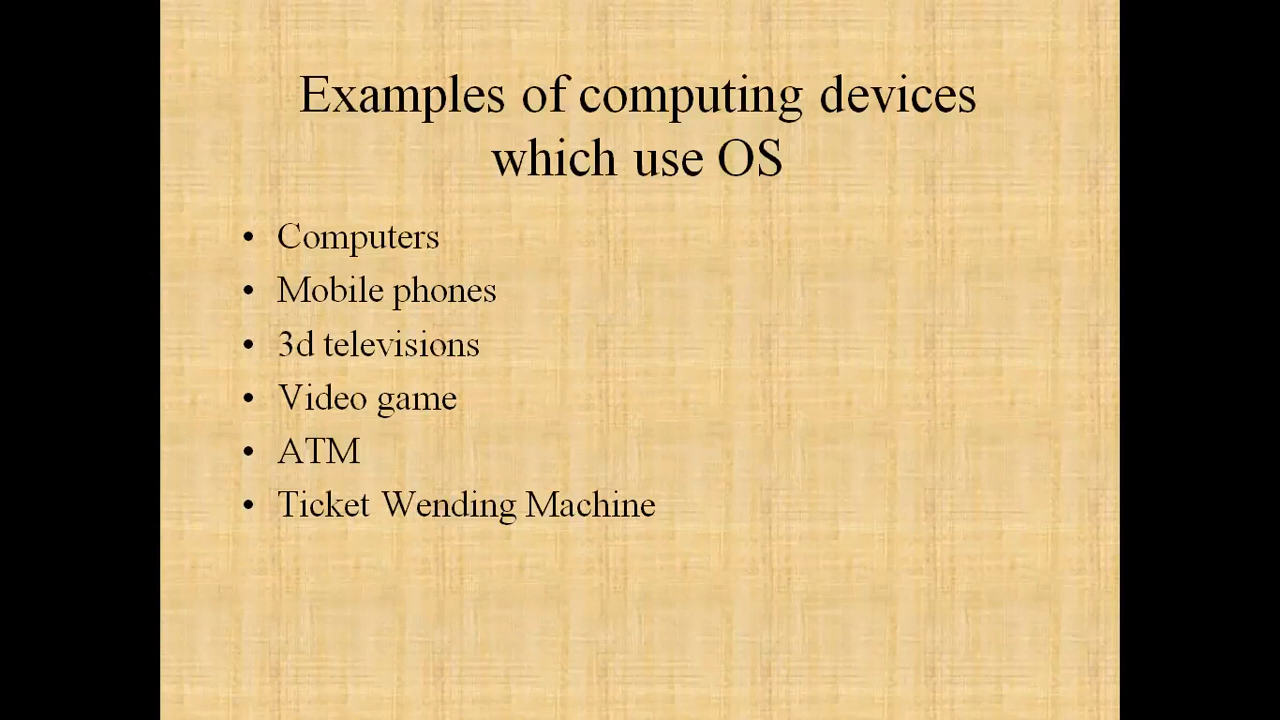 Examples of computing devices
which use OS
• Computers
• Mobile phones
• 3d televisions
• Video game
• ATM
• Ticket Wending Machine